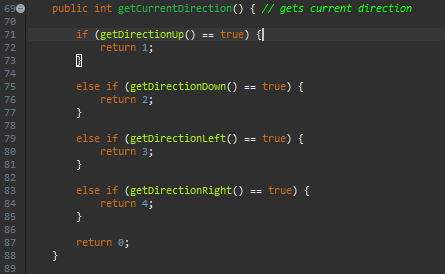 69 public int getCurrentDirection() { // gets current direction
70
71 if (getDirectionUp() == true) {
72 return 1;
73 }
74
75 else if (getDirectionDown() == true) {
76 return 2;
77 }
78
79 else if (getDirectionLeft() == true) {
80 return 3;
81 }
82
83 else if (getDirectionRight() == true) {
84 return 4;
85 }
86
87 return 0;
88 }
89